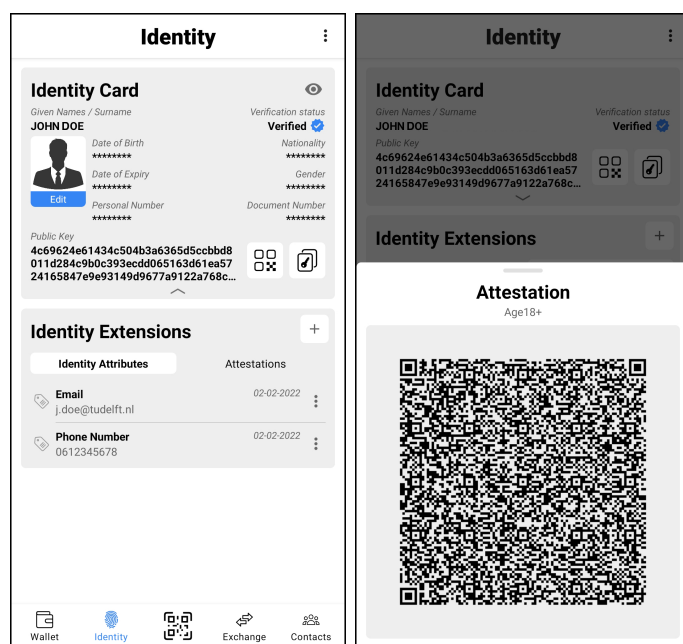 Identity
Identity Card
Given Names / Surname
Verification status
JOHN DOE
Verified
Date of Birth
Nationality
********
********
Date of Expiry
Gender
********
********
Edit
Personal Number
Document Number
********
********
Public Key
4c69624e61434c504b3a6365d5ccbbd8
011d284c9b0c393ecdd065163d61ea57
24165847e9e93149d9677a9122a768c...
Identity Extensions
+
Identity Attributes
Attestations
Email
02-02-2022
j.doe@tudelft.nl
Phone Number
02-02-2022
0612345678
Wallet
Identity
Exchange
Contacts
Identity
Identity Card
Given Names / Surname
Verification status
JOHN DOE
Verified
Public Key
4c69624e61434c504b3a6365d5ccbbd8
011d284c9b0c393ecdd065163d61ea57
24165847e9e93149d9677a9122a768c...
Identity Extensions
+
Attestation
Age18+